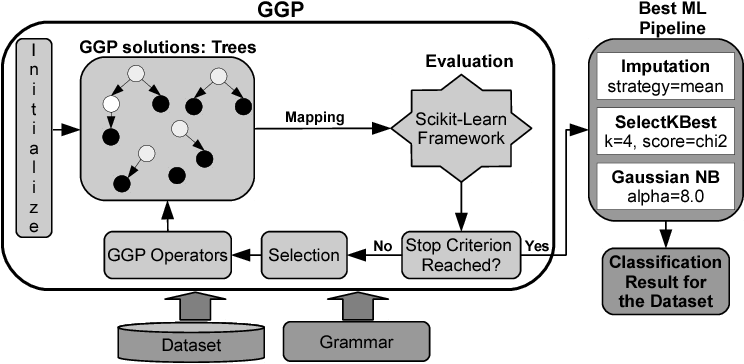 GGP
Best ML
Pipeline
Initialize
GGP solutions: Trees
Evaluation
Mapping
Scikit-Learn
Framework
Imputation
strategy=mean
SelectKBest
k=4, score=chi2
Gaussian NB
alpha=8.0
GGP Operators
Selection
No
Stop Criterion
Reached?
Yes
Classification
Result for
the Dataset
Dataset
Grammar